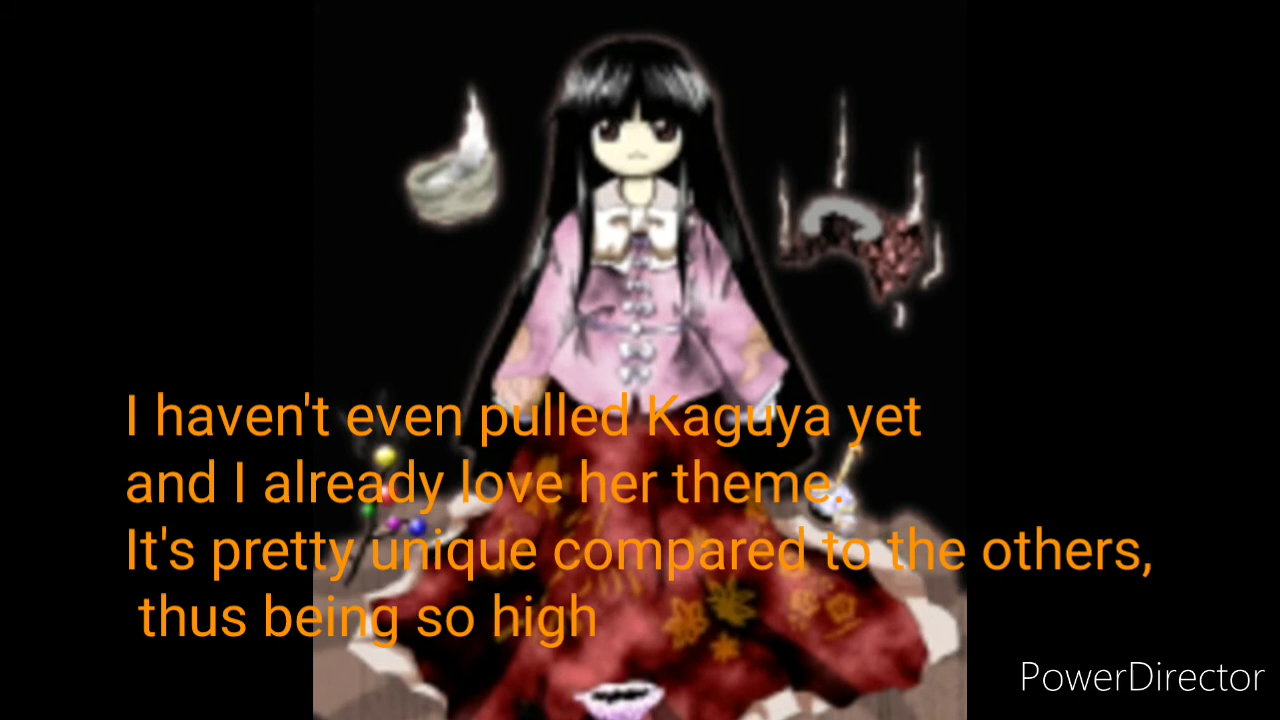 I haven't even pulled Kaguya yet
and I already love her theme.
It's pretty unique compared to the others,
thus being so high
PowerDirector